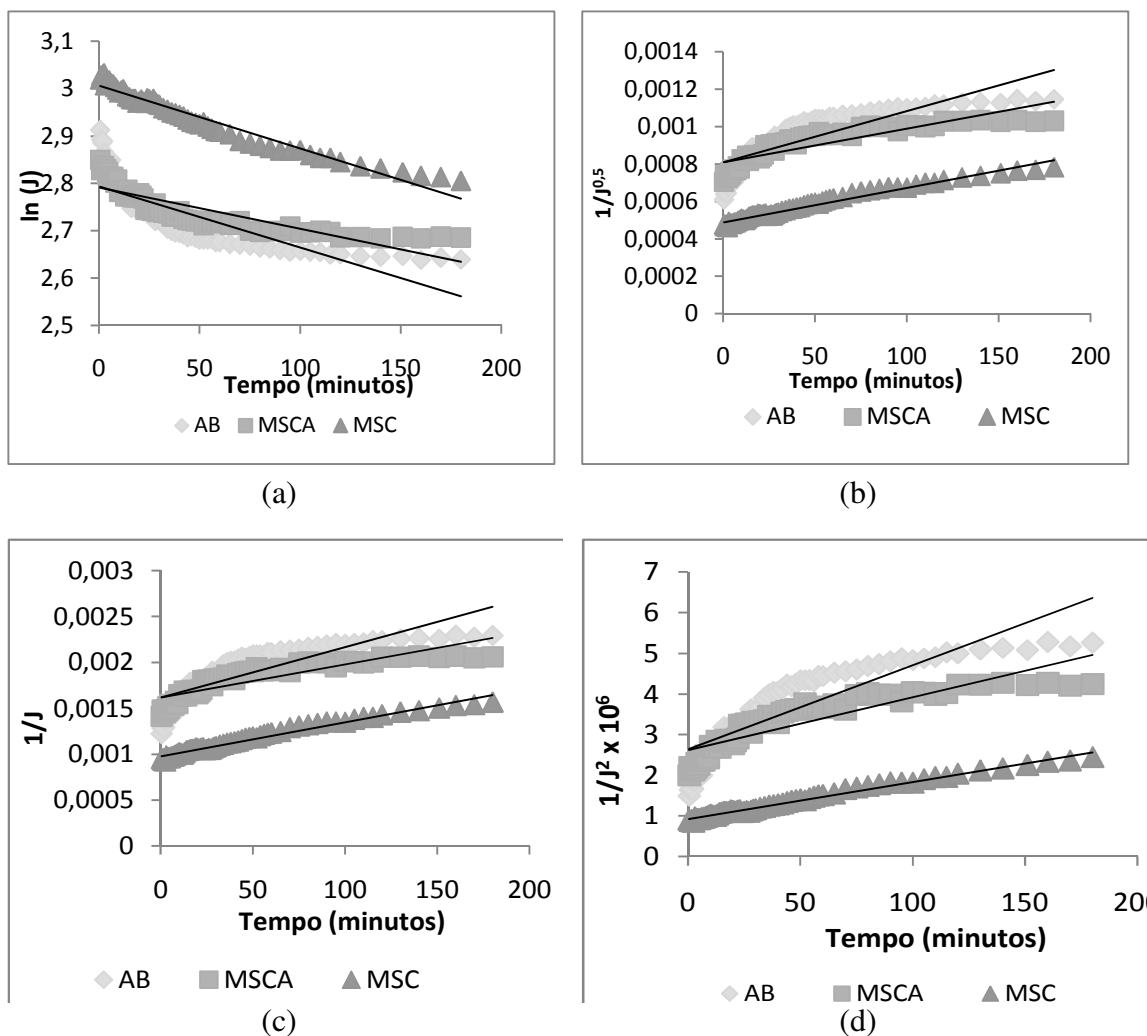 3,1
3
2,9
2,8
2,7
2,6
2,5
ln (J)
0 50 100 150 200
Tempo (minutos)
AB MSCA MSC
(a)
0,0014
0,0012
0,001
0,0008
0,0006
0,0004
0,0002
0
1/J^0,5
0 50 100 150 200
Tempo (minutos)
AB MSCA MSC
(b)
0,003
0,002
0,002
0,0015
0,001
0,0005
0
1/J
0 50 100 150 200
Tempo (minutos)
AB MSCA MSC
(c)
7
6
5
4
3
2
1
0
1/J² x 10⁶
0 50 100 150 20
Tempo (minutos)
AB MSCA MSC
(d)